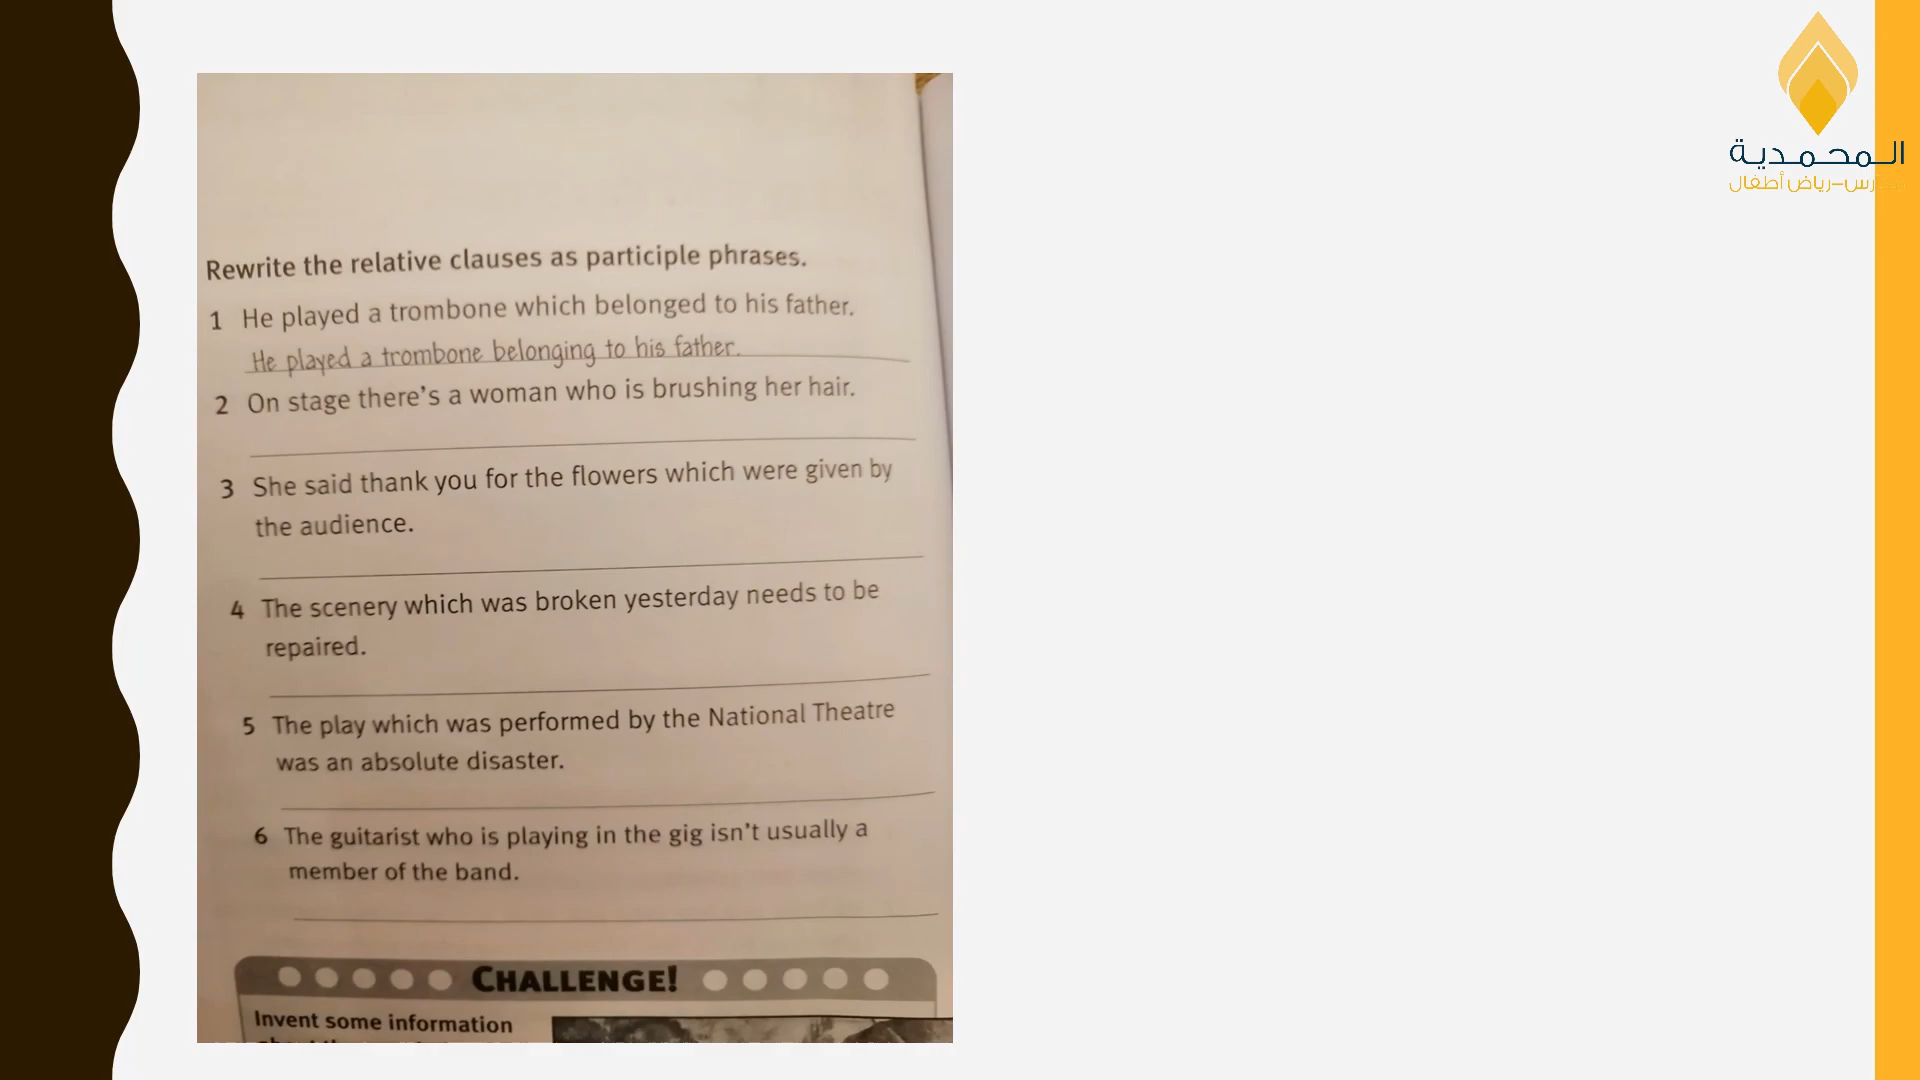 المحمدية
Rewrite the relative clauses as participle phrases.
1 He played a trombone which belonged to his father.
He played a trombone belonging to his father.
2 On stage there's a woman who is brushing her hair.
3 She said thank you for the flowers which were given by
the audience.
4 The scenery which was broken yesterday needs to be
repaired.
5 The play which was performed by the National Theatre
was an absolute disaster.
6 The guitarist who is playing in the gig isn't usually a
member of the band.
CHALLENGE!
Invent some information